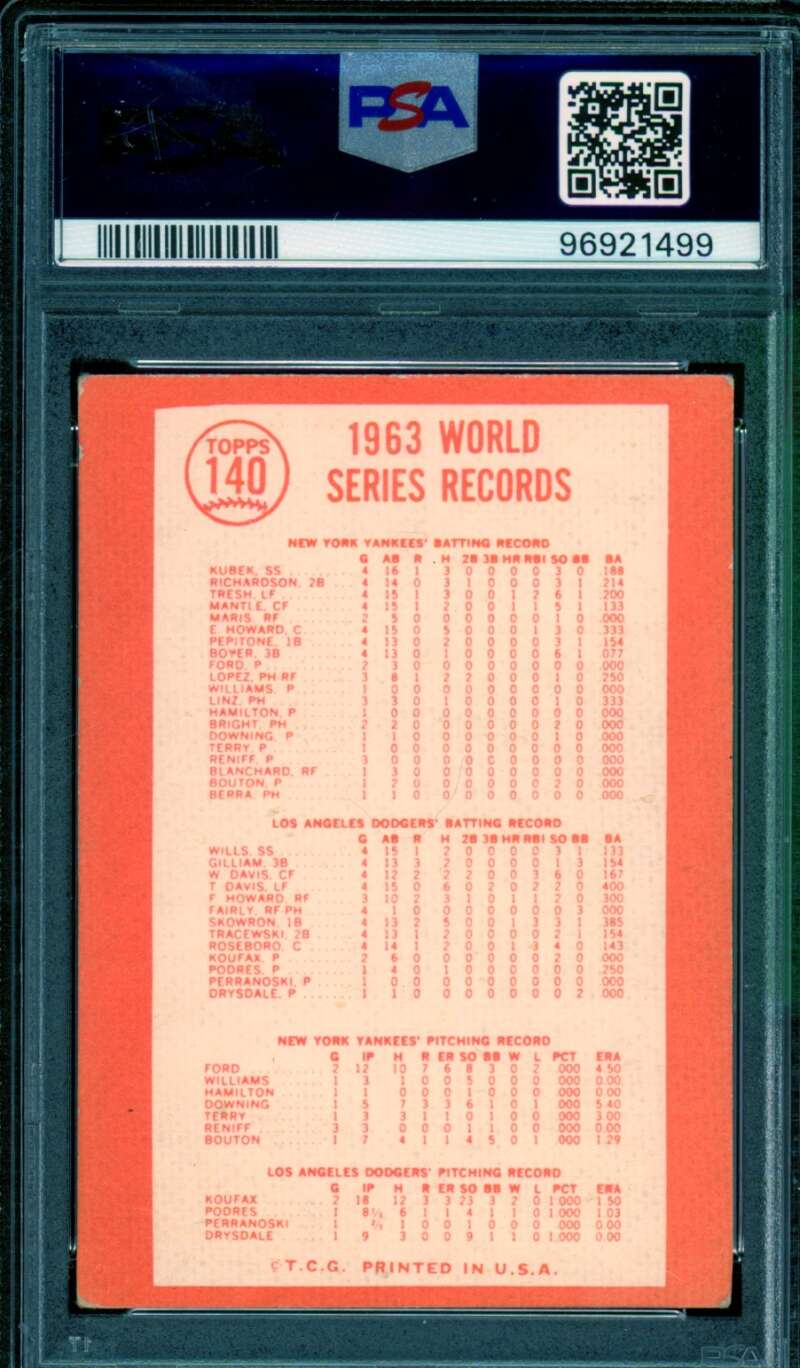 PSA
96921499
TOPPS
140
1963 WORLD
SERIES RECORDS
NEW YORK YANKEES' BATTING RECORD
G AB R H 2B 3B HR RBI SO BB BA
KUBEK, SS 4 16 1 3 0 0 0 0 3 0 .188
RICHARDSON, 2B 4 14 0 3 1 0 0 0 3 1 .214
TRESH, LF 4 15 1 3 0 0 1 2 6 1 .200
MANTLE, CF 4 15 1 2 0 0 1 1 5 1 .133
MARIS, RF 2 5 0 0 0 0 0 0 1 0 .000
E. HOWARD, C 4 15 0 5 0 0 0 1 3 0 .333
PEPITONE, 1B 4 13 0 2 0 0 0 0 3 1 .154
BOYER, 3B 4 13 0 1 0 0 0 0 6 1 .077
FORD, P 2 3 0 0 0 0 0 0 0 0 .000
LOPEZ, PH RF 3 8 1 2 2 0 0 0 1 0 .250
WILLIAMS, P 1 0 0 0 0 0 0 0 0 0 .000
LINZ, PH 3 3 0 1 0 0 0 0 1 0 .333
HAMILTON, P 1 0 0 0 0 0 0 0 0 0 .000
BRIGHT, PH 2 2 0 0 0 0 0 0 2 0 .000
DOWNING, P 1 1 0 0 0 0 0 0 1 0 .000
TERRY, P 1 0 0 0 0 0 0 0 0 0 .000
RENIFF, P 3 0 0 0 0 0 0 0 0 0 .000
BLANCHARD, RF 1 3 0 0 0 0 0 0 0 0 .000
BOUTON, P 1 2 0 0 0 0 0 0 2 0 .000
BERRA, PH 1 1 0 0 0 0 0 0 0 0 .000
LOS ANGELES DODGERS' BATTING RECORD
G AB R H 2B 3B HR RBI SO BB BA
WILLS, SS 4 15 1 2 0 0 0 0 3 1 .133
GILLIAM, 3B 4 13 3 2 0 0 0 0 1 3 .154
W. DAVIS, CF 4 12 2 2 2 0 0 3 6 0 .167
T. DAVIS, LF 4 15 0 6 0 2 0 2 2 0 .400
F. HOWARD, RF 3 10 2 3 1 0 1 1 2 0 .300
FAIRLY, RF-PH 4 1 0 0 0 0 0 0 0 3 .000
SKOWRON, 1B 4 13 2 5 0 0 1 3 3 1 .385
TRACEWSKI, 2B 4 13 1 2 0 0 0 0 2 1 .154
ROSEBORO, C 4 14 1 2 0 0 1 3 4 0 .143
KOUFAX, P 2 6 0 0 0 0 0 0 2 0 .000
PODRES, P 1 4 0 1 0 0 0 0 0 0 .250
PERRANOSKI, P 1 0 0 0 0 0 0 0 0 0 .000
DRYSDALE, P 1 1 0 0 0 0 0 0 0 2 .000
NEW YORK YANKEES' PITCHING RECORD
G IP H R ER SO BB W L PCT ERA
FORD 2 12 10 7 6 8 3 0 2 .000 4.50
WILLIAMS 1 3 1 0 0 5 0 0 0 .000 0.00
HAMILTON 1 1 0 0 0 1 0 0 0 .000 0.00
DOWNING 1 5 7 3 3 6 1 0 1 .000 5.40
TERRY 1 3 3 1 1 0 1 0 0 .000 3.00
RENIFF 3 3 0 0 0 1 1 0 0 .000 0.00
BOUTON 1 7 4 1 1 4 5 0 1 .000 1.29
LOS ANGELES DODGERS' PITCHING RECORD
G IP H R ER SO BB W L PCT ERA
KOUFAX 2 18 12 3 3 23 3 2 0 1.000 1.50
PODRES 1 8⅓ 6 1 1 4 1 1 0 1.000 1.03
PERRANOSKI 1 ⅔ 1 0 0 1 0 0 0 .000 0.00
DRYSDALE 1 9 3 0 0 9 1 1 0 1.000 0.00
© T.C.G. PRINTED IN U.S.A.